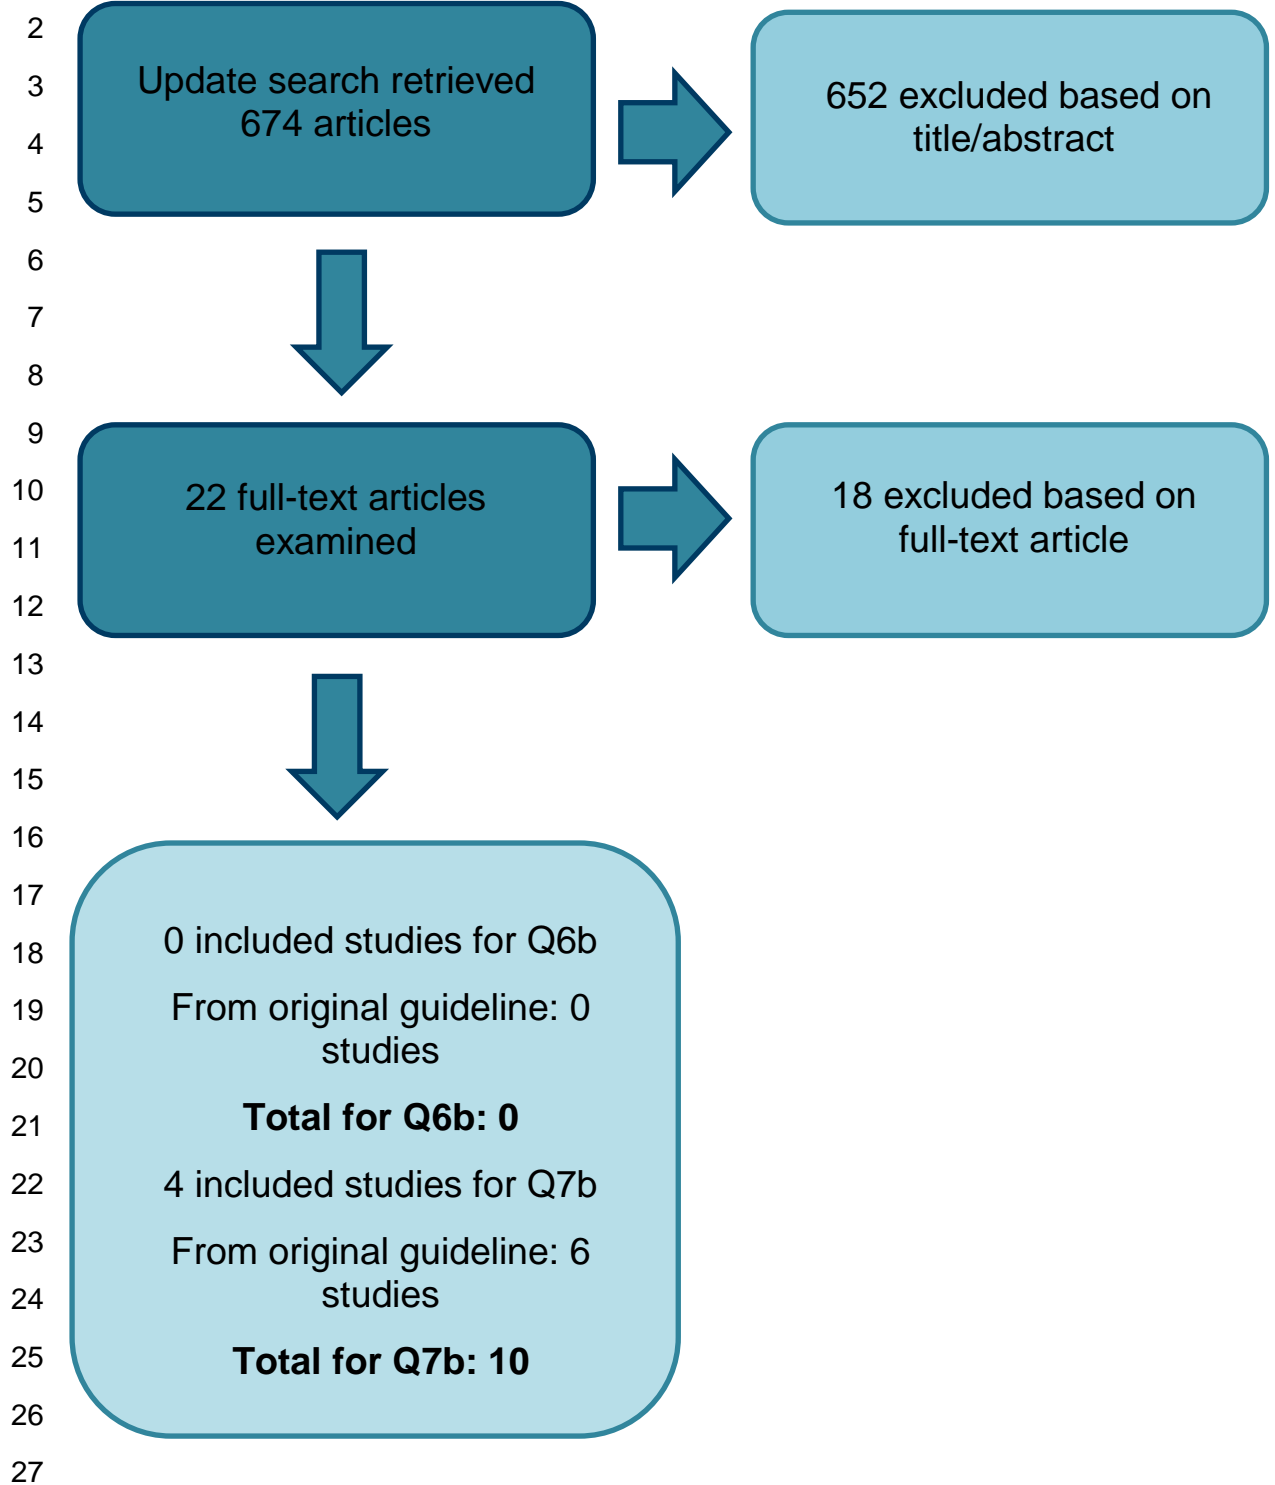 2
3
4
5
6
7
8
9
10
11
12
13
14
15
16
17
18
19
20
21
22
23
24
25
26
27
Update search retrieved
674 articles
652 excluded based on
title/abstract
22 full-text articles
examined
18 excluded based on
full-text article
0 included studies for Q6b
From original guideline: 0
studies
Total for Q6b: 0
4 included studies for Q7b
From original guideline: 6
studies
Total for Q7b: 10